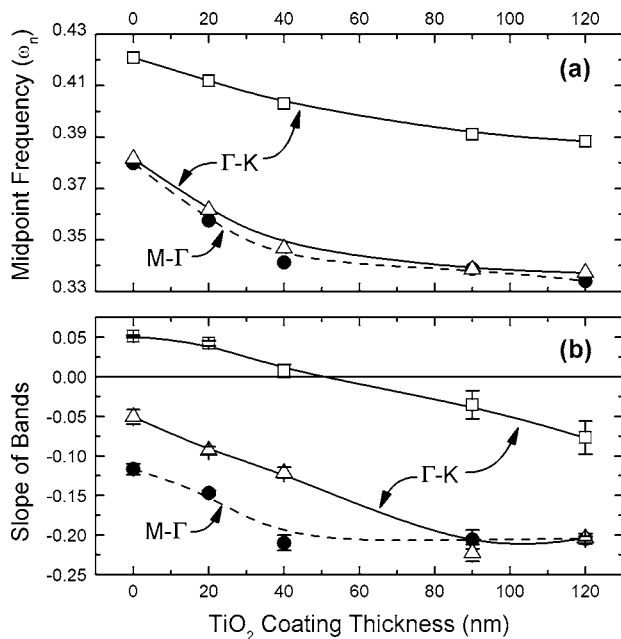 0 20 40 60 80 100 120
0.43
0.41
0.39
0.37
0.35
0.33
Midpoint Frequency (ωn)
(a)
Γ-K
M-Γ
0.05
0.00
-0.05
-0.10
-0.15
-0.20
-0.25
Slope of Bands
(b)
Γ-K
M-Γ
0 20 40 60 80 100 120
TiO2 Coating Thickness (nm)